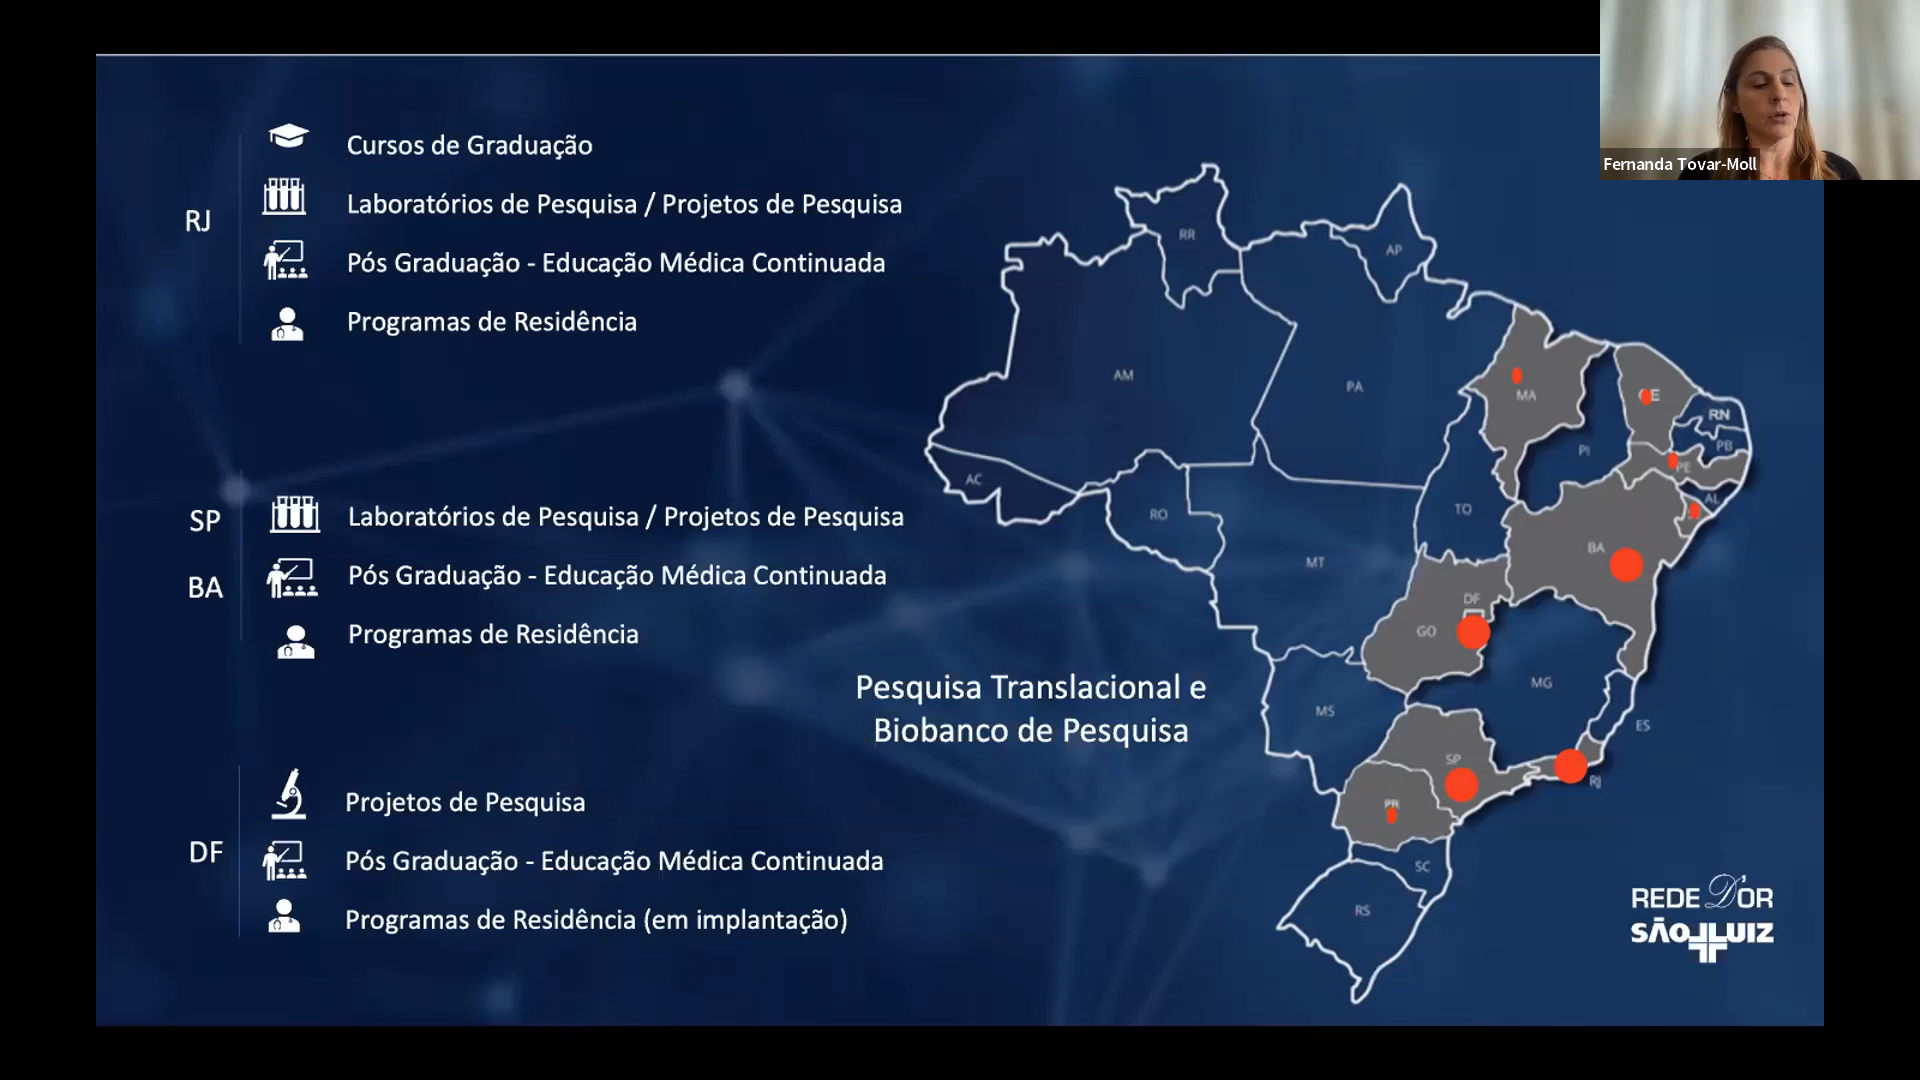 Fernanda Tovar-Moll
RJ
Cursos de Graduação
Laboratórios de Pesquisa / Projetos de Pesquisa
Pós Graduação - Educação Médica Continuada
Programas de Residência
SP
BA
Laboratórios de Pesquisa / Projetos de Pesquisa
Pós Graduação - Educação Médica Continuada
Programas de Residência
DF
Projetos de Pesquisa
Pós Graduação - Educação Médica Continuada
Programas de Residência (em implantação)
Pesquisa Translacional e
Biobanco de Pesquisa
RR
AP
AM
PA
MA
RN
PB
PI
PE
AC
AL
TO
RO
BA
MT
DF
GO
MG
MS
ES
SP
RJ
PR
SC
RS
REDE D'OR
SÃO LUIZ